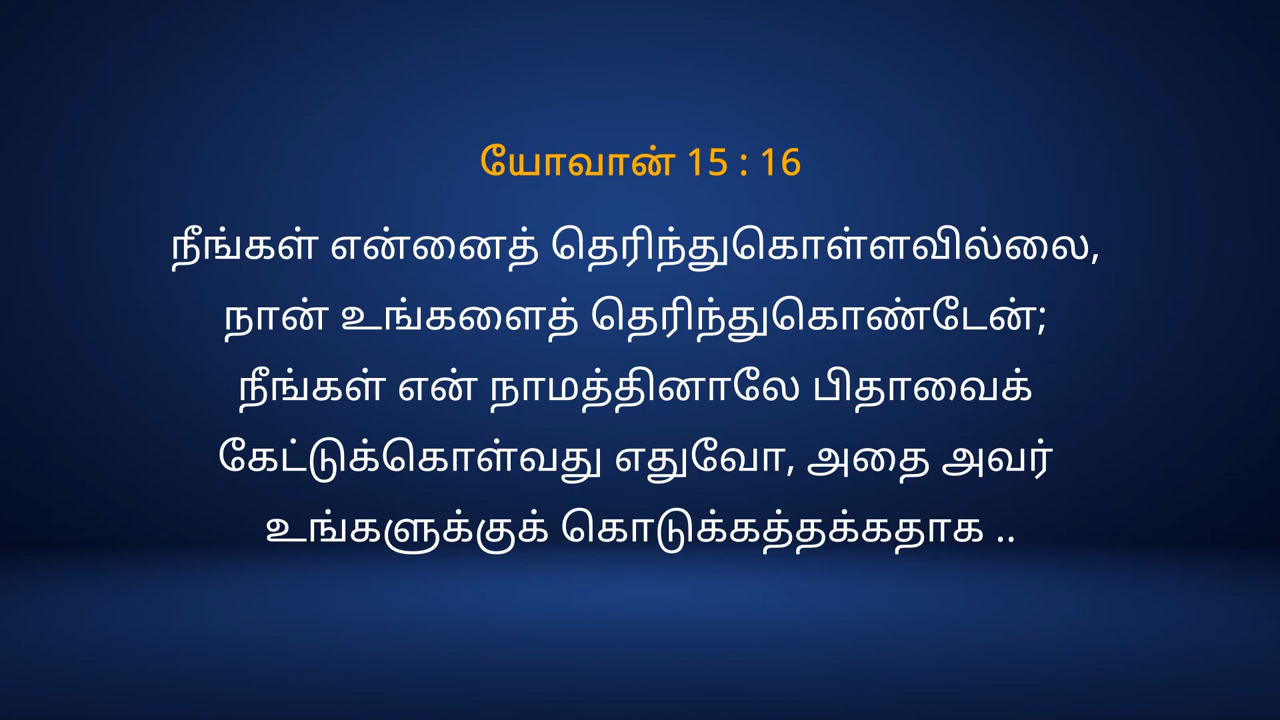 யோவான் 15 : 16
நீங்கள் என்னைத் தெரிந்துகொள்ளவில்லை,
நான் உங்களைத் தெரிந்துகொண்டேன்;
நீங்கள் என் நாமத்தினாலே பிதாவைக்
கேட்டுக்கொள்வது எதுவோ, அதை அவர்
உங்களுக்குக் கொடுக்கத்தக்கதாக ..